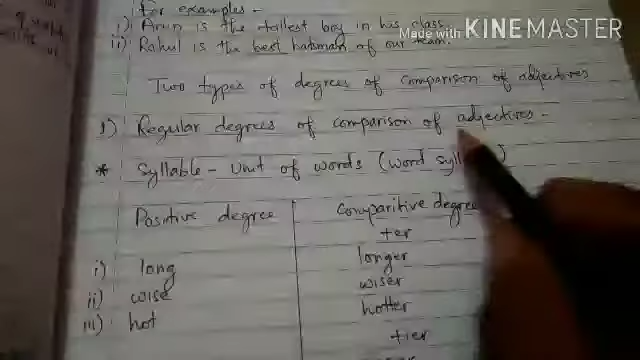 for examples -
i) Arun is the tallest boy in his class.
ii) Rahul is the best batsman of our team.
Made with KINEMASTER
Two types of degrees of comparison of adjectives
1) Regular degrees of comparison of adjectives -
* Syllable - unit of words (word syll )
Positive degree Comparitive degree
+er
i) long longer
ii) wise wiser
iii) hot hotter
+ier